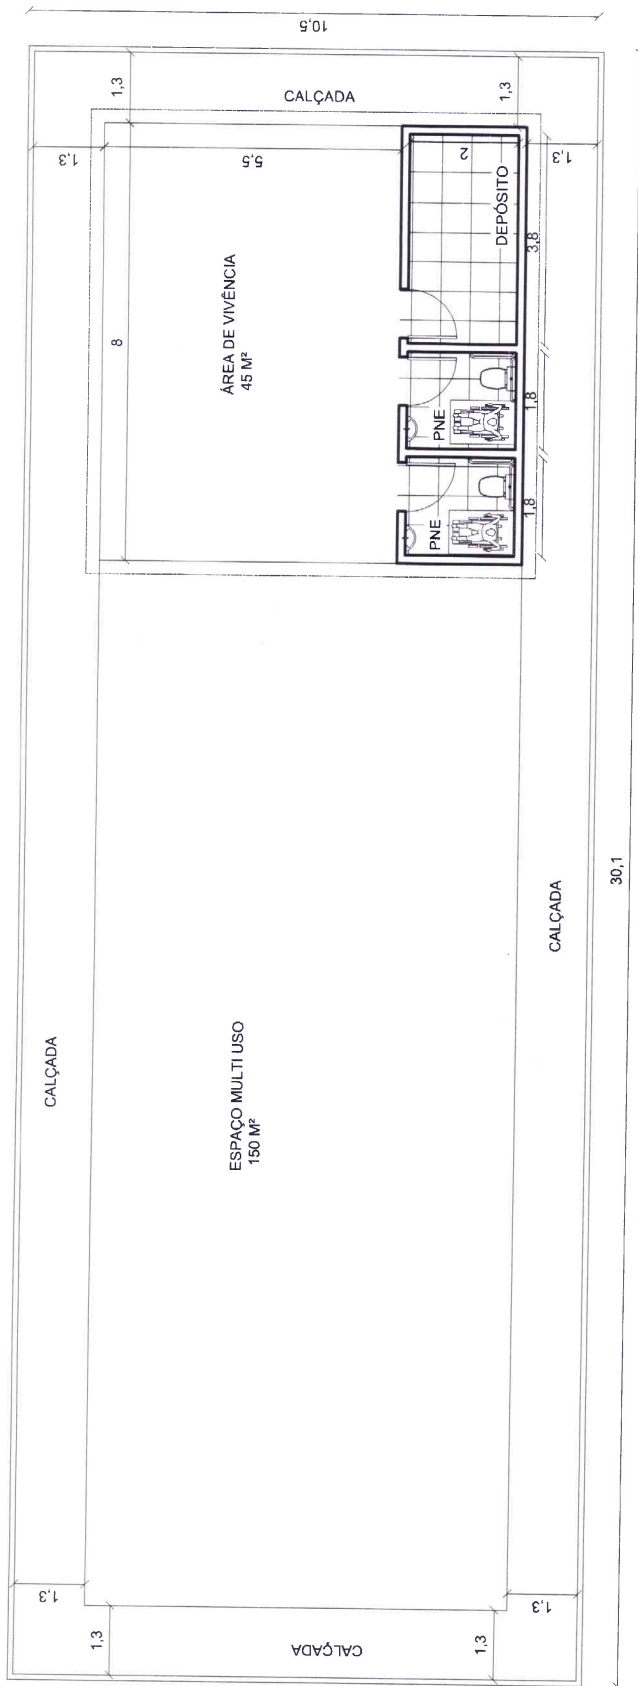 10,5
1,3
CALÇADA
1,3
1,3
5,5
2
1,3
DEPÓSITO
3,8
ÁREA DE VIVÊNCIA
45 M²
8
PNE
1,8
PNE
1,8
30,1
CALÇADA
CALÇADA
ESPAÇO MULTI USO
150 M²
1,3
1,3
1,3
CALÇADA
1,3